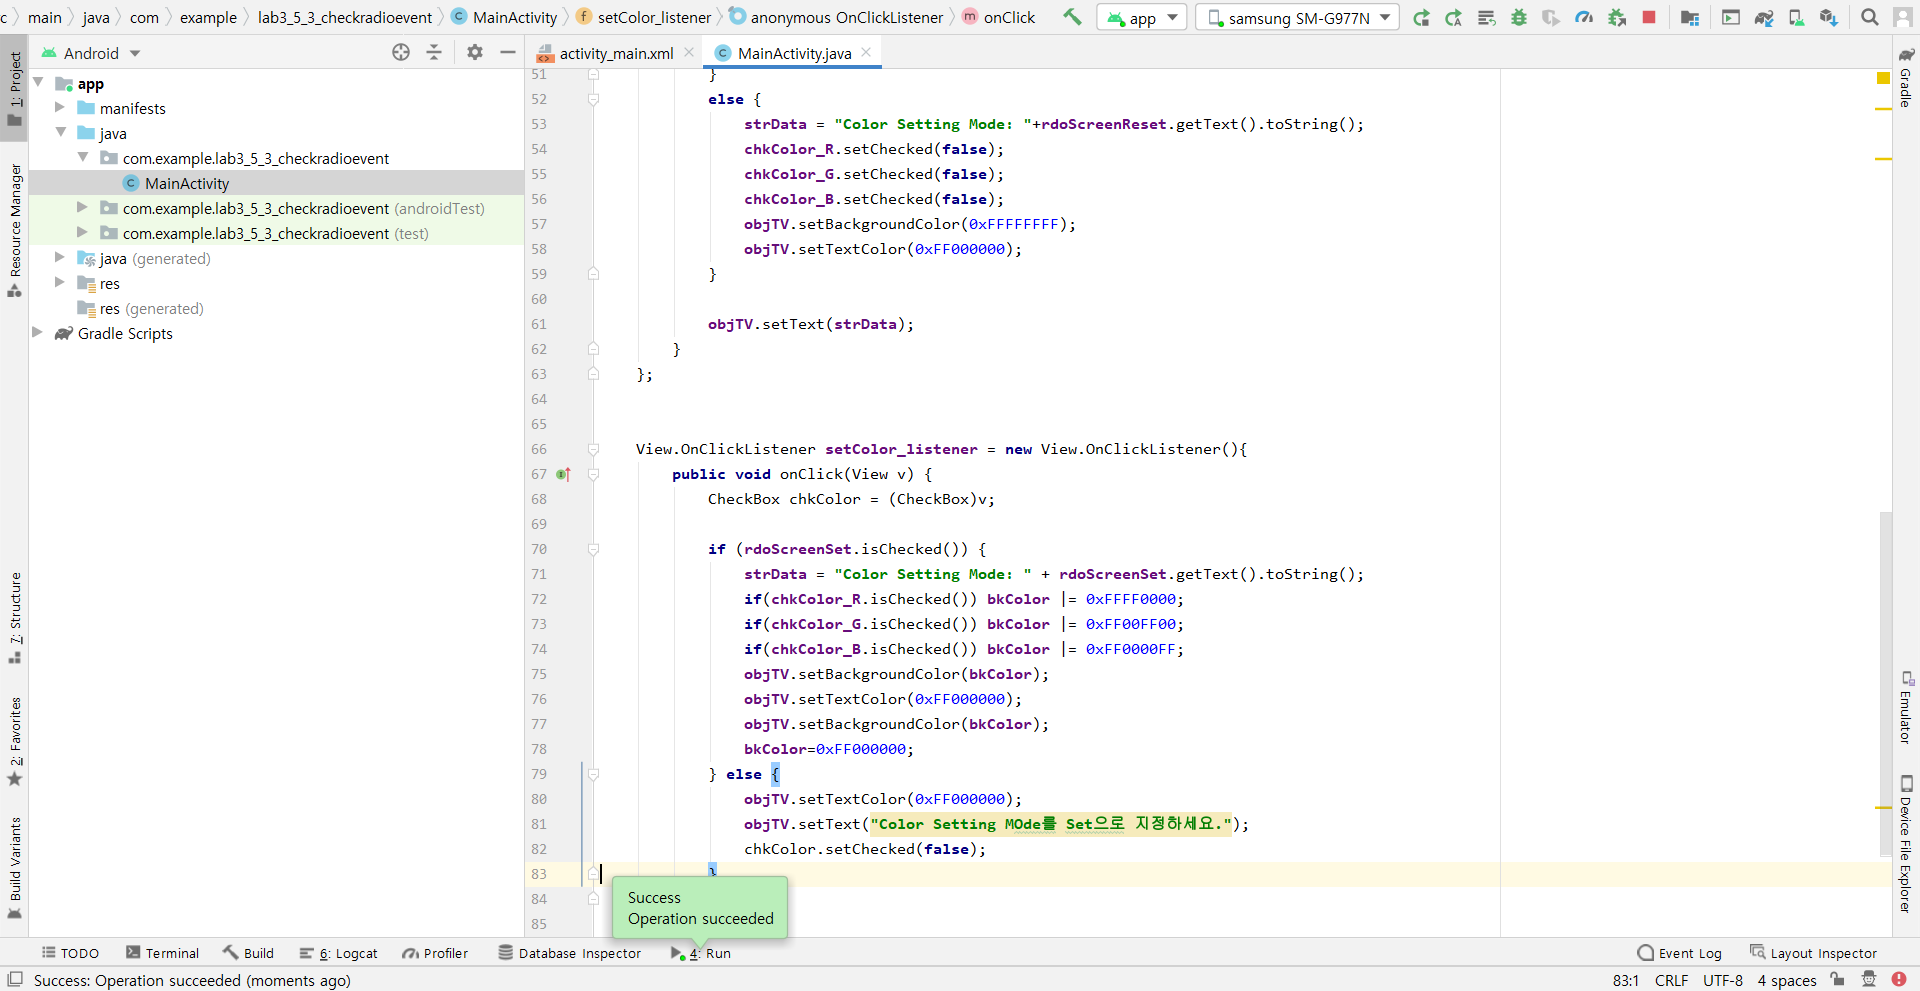 c main java com example lab3_5_3_checkradioevent C MainActivity f setColor_listener anonymous OnClickListener m onClick app samsung SM-G977N
Android
activity_main.xml
C MainActivity.java
1: Project
Resource Manager
7: Structure
2: Favorites
Build Variants
app
manifests
java
com.example.lab3_5_3_checkradioevent
C MainActivity
com.example.lab3_5_3_checkradioevent (androidTest)
com.example.lab3_5_3_checkradioevent (test)
java (generated)
res
res (generated)
Gradle Scripts
51 }
52 else {
53 strData = "Color Setting Mode: "+rdoScreenReset.getText().toString();
54 chkColor_R.setChecked(false);
55 chkColor_G.setChecked(false);
56 chkColor_B.setChecked(false);
57 objTV.setBackgroundColor(0xFFFFFFFF);
58 objTV.setTextColor(0xFF000000);
59 }
60
61 objTV.setText(strData);
62 }
63 };
64
65
66 View.OnClickListener setColor_listener = new View.OnClickListener(){
67 public void onClick(View v) {
68 CheckBox chkColor = (CheckBox)v;
69
70 if (rdoScreenSet.isChecked()) {
71 strData = "Color Setting Mode: " + rdoScreenSet.getText().toString();
72 if(chkColor_R.isChecked()) bkColor |= 0xFFFF0000;
73 if(chkColor_G.isChecked()) bkColor |= 0xFF00FF00;
74 if(chkColor_B.isChecked()) bkColor |= 0xFF0000FF;
75 objTV.setBackgroundColor(bkColor);
76 objTV.setTextColor(0xFF000000);
77 objTV.setBackgroundColor(bkColor);
78 bkColor=0xFF000000;
79 } else {
80 objTV.setTextColor(0xFF000000);
81 objTV.setText("Color Setting MOde를 Set으로 지정하세요.");
82 chkColor.setChecked(false);
83 }
84
85
Success
Operation succeeded
Gradle
Emulator
Device File Explorer
TODO Terminal Build 6: Logcat Profiler Database Inspector 4: Run Event Log Layout Inspector
Success: Operation succeeded (moments ago) 83:1 CRLF UTF-8 4 spaces